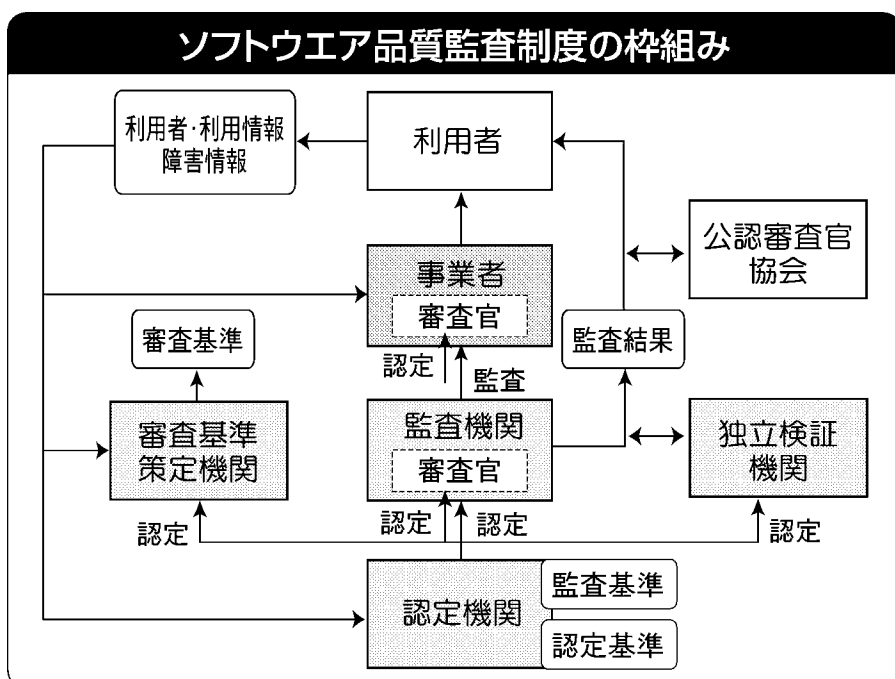 ソフトウエア品質監査制度の枠組み
利用者・利用情報
障害情報
利用者
公認審査官
協会
事業者
審査官
審査基準
監査結果
認定
監査
審査基準
策定機関
監査機関
審査官
独立検証
機関
認定
認定
認定
認定
認定機関
監査基準
認定基準